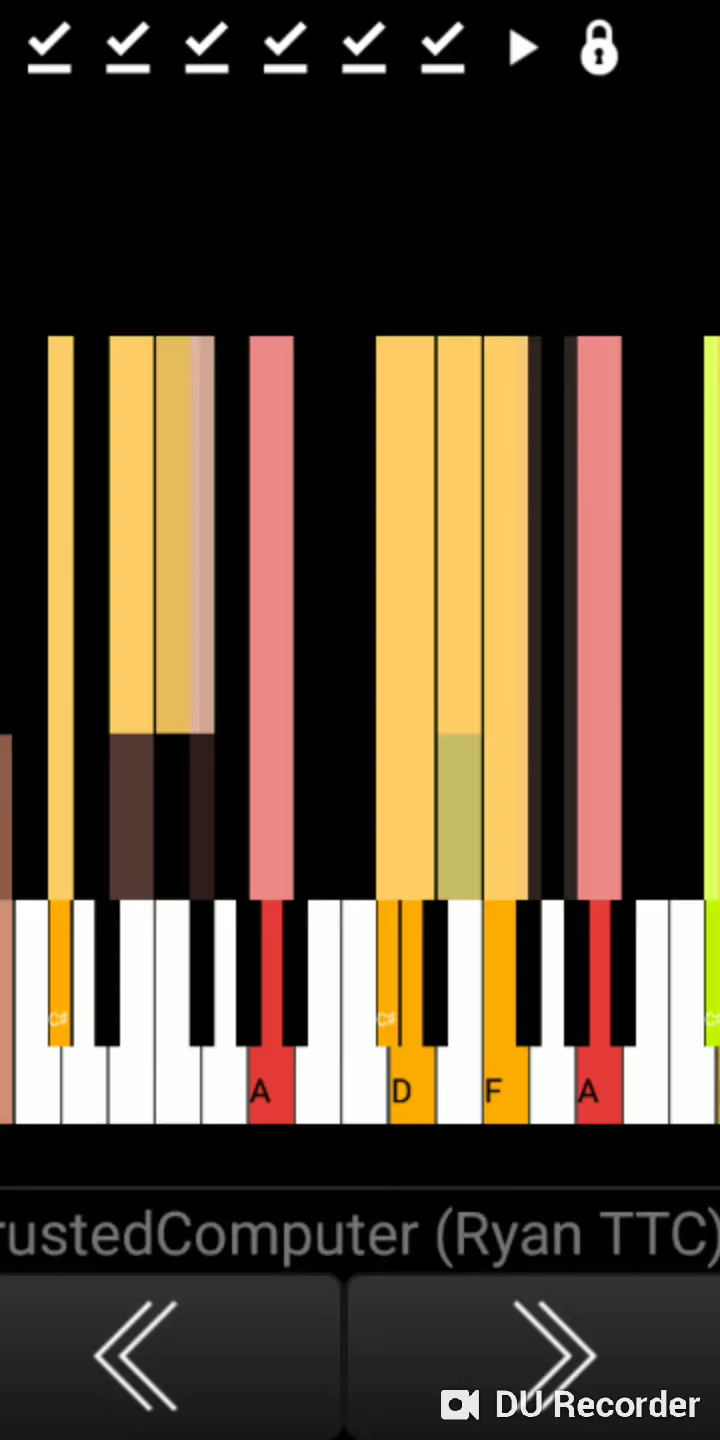 C# C# C#
A D F A
rustedComputer (Ryan TTC)
DU Recorder